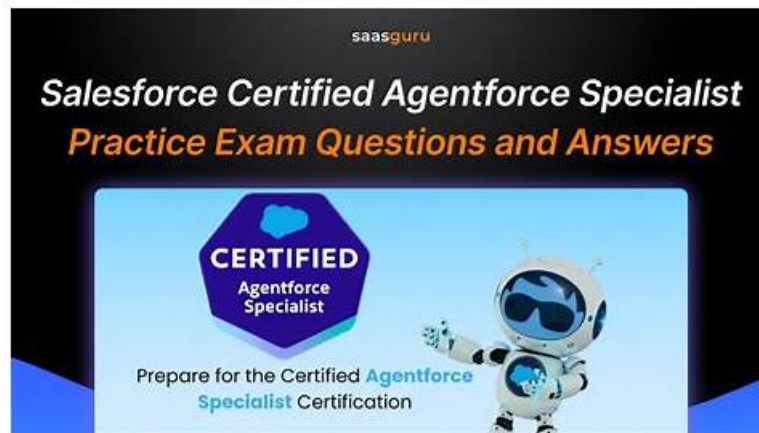 saasguru
Salesforce Certified Agentforce Specialist
Practice Exam Questions and Answers
CERTIFIED
Agentforce
Specialist
Prepare for the Certified Agentforce
Specialist Certification